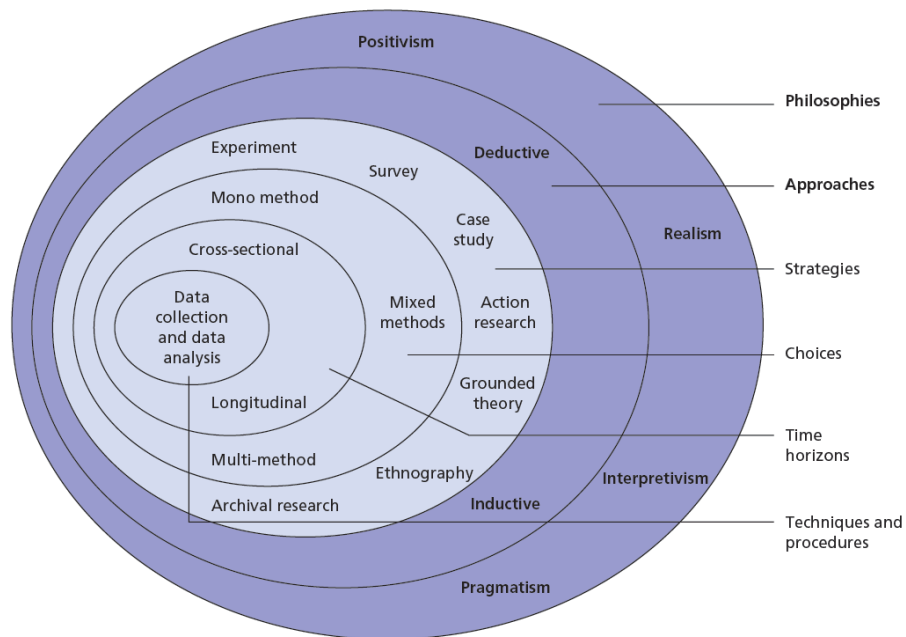 Positivism
Philosophies
Experiment
Deductive
Survey
Approaches
Mono method
Case
study
Realism
Cross-sectional
Strategies
Data
collection
and data
analysis
Mixed
methods
Action
research
Choices
Grounded
theory
Longitudinal
Time
horizons
Multi-method
Ethnography
Interpretivism
Archival research
Inductive
Techniques and
procedures
Pragmatism